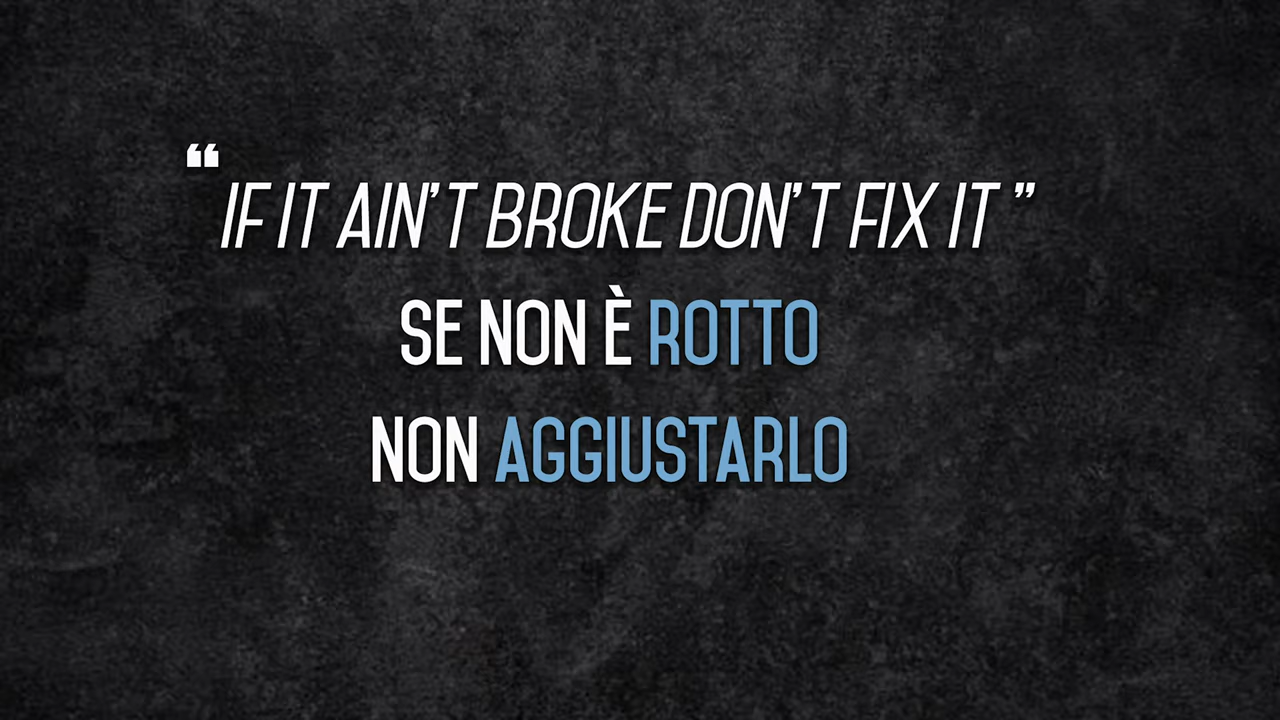 “IF IT AIN’T BROKE DON’T FIX IT ”
SE NON È ROTTO
NON AGGIUSTARLO